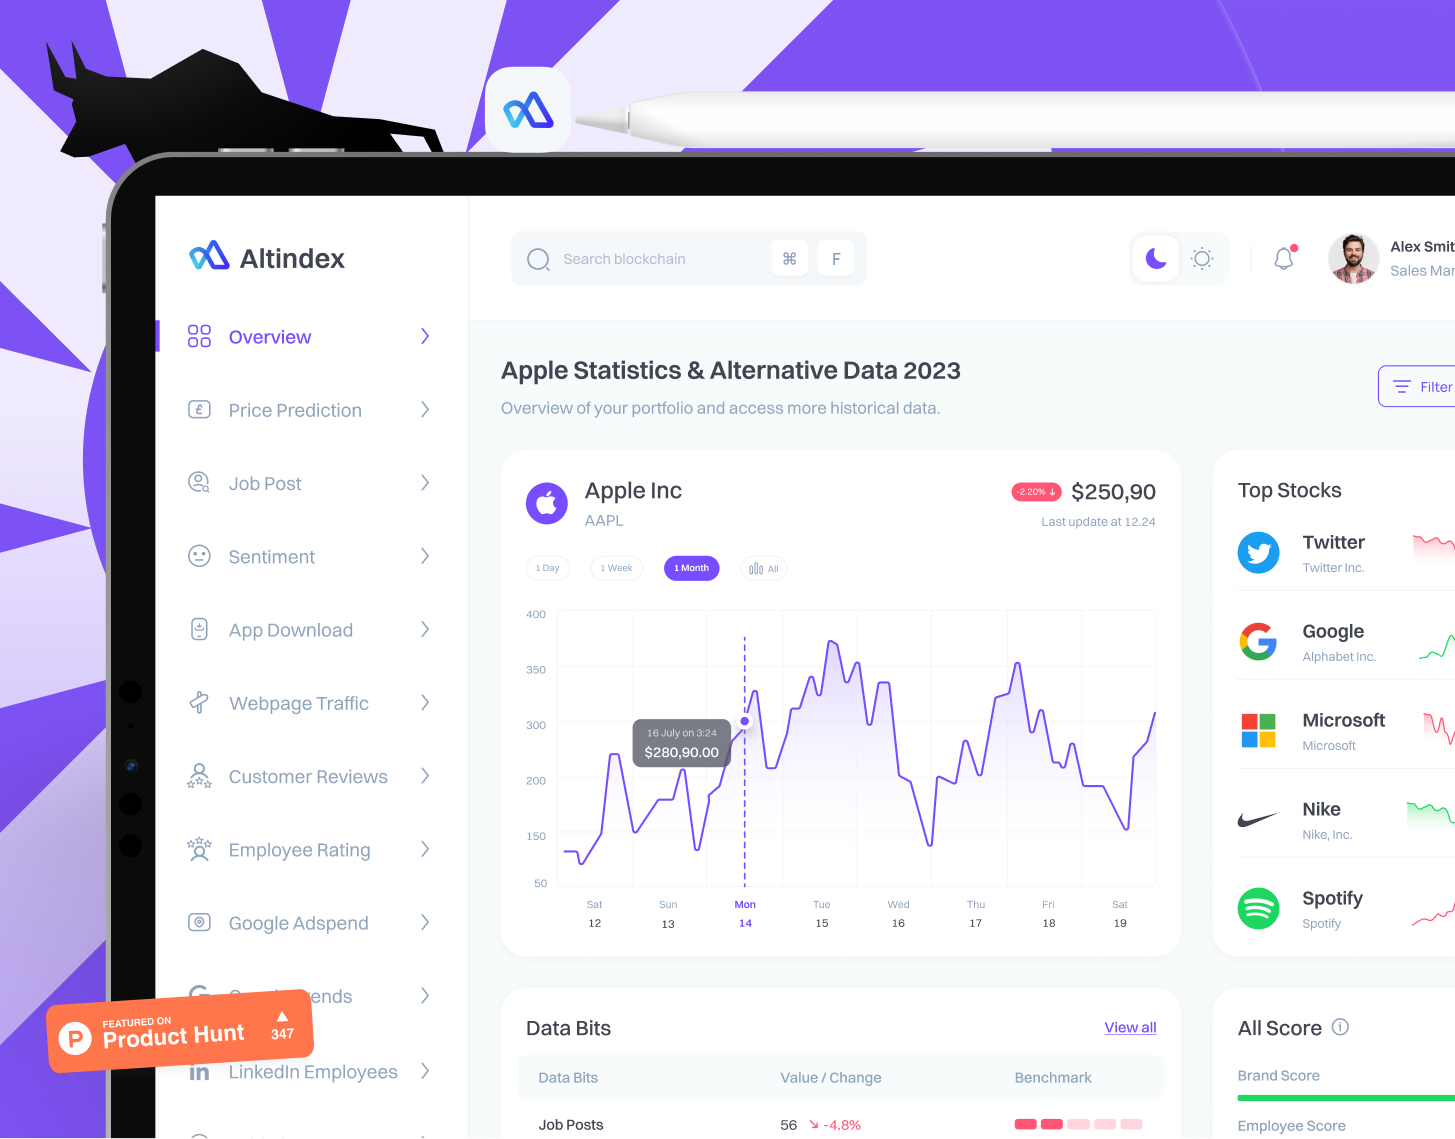 Altindex
Search blockchain
⌘ F
Alex Smit
Sales Mar
Overview
Price Prediction
Job Post
Sentiment
App Download
Webpage Traffic
Customer Reviews
Employee Rating
Google Adspend
ends
LinkedIn Employees
FEATURED ON
Product Hunt
347
Apple Statistics & Alternative Data 2023
Overview of your portfolio and access more historical data.
Filter
Apple Inc
AAPL
-2.20% ↓ $250,90
Last update at 12.24
1 Day 1 Week 1 Month All
400
350
300
200
150
50
16 July on 3:24
$280,90.00
Sat Sun Mon Tue Wed Thu Fri Sat
12 13 14 15 16 17 18 19
Top Stocks
Twitter
Twitter Inc.
Google
Alphabet Inc.
Microsoft
Microsoft
Nike
Nike, Inc.
Spotify
Spotify
Data Bits
View all
Data Bits Value / Change Benchmark
Job Posts 56 ↘ -4.8%
All Score
Brand Score
Employee Score